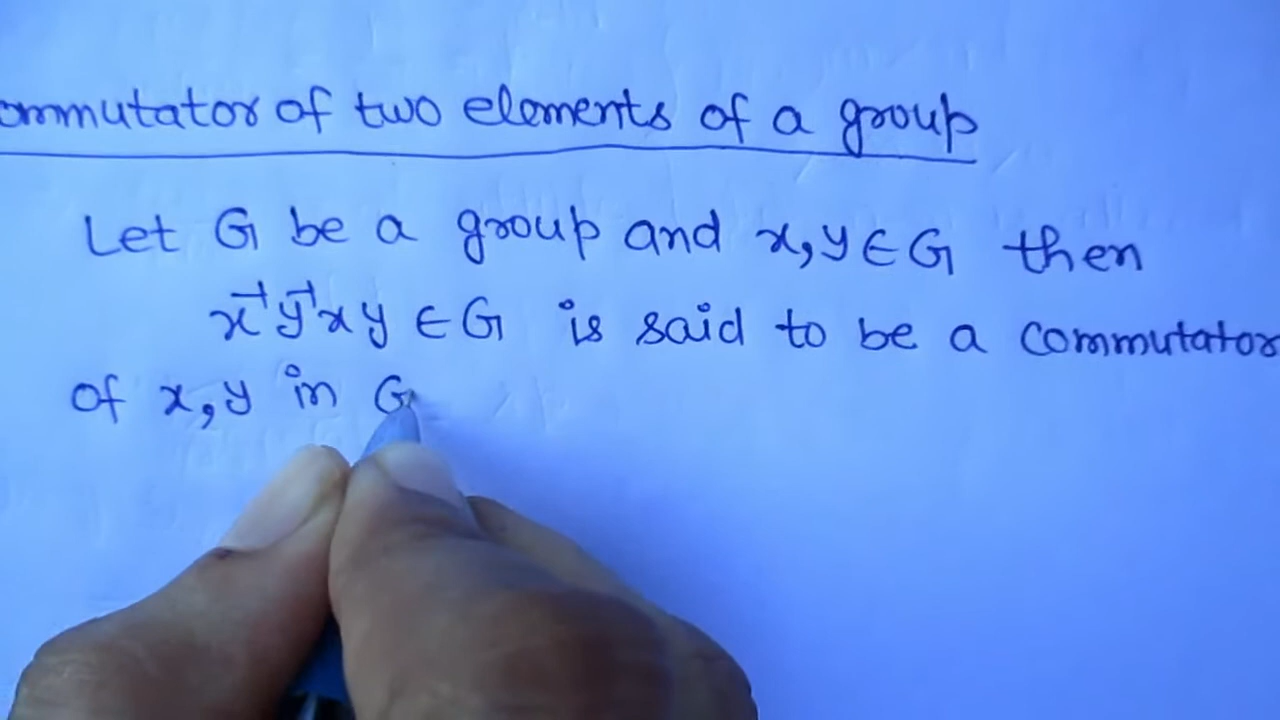 ommutator of two elements of a group
Let G be a group and x, y ∈ G then
x⁻¹y⁻¹xy ∈ G is said to be a commutator
of x, y in G